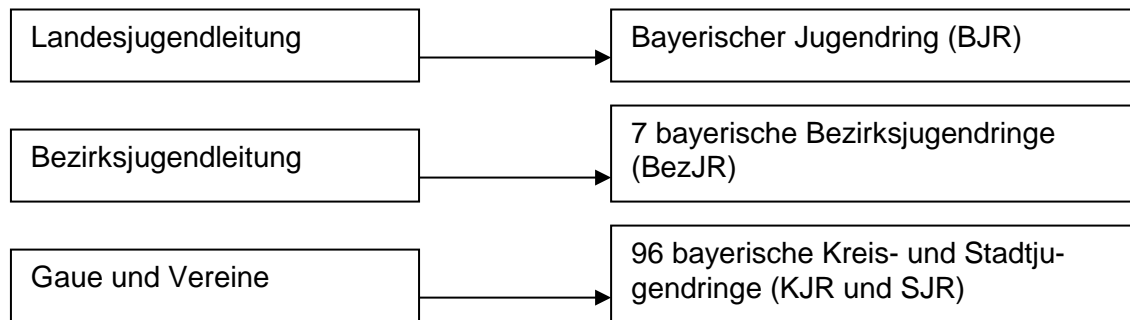 Landesjugendleitung
Bayerischer Jugendring (BJR)
Bezirksjugendleitung
7 bayerische Bezirksjugendringe
(BezJR)
Gaue und Vereine
96 bayerische Kreis- und Stadtju-
gendringe (KJR und SJR)